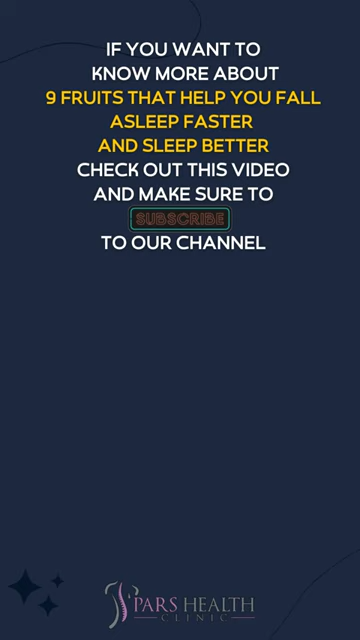 IF YOU WANT TO
KNOW MORE ABOUT
9 FRUITS THAT HELP YOU FALL
ASLEEP FASTER
AND SLEEP BETTER
CHECK OUT THIS VIDEO
AND MAKE SURE TO
SUBSCRIBE
TO OUR CHANNEL
PARS HEALTH
CLINIC